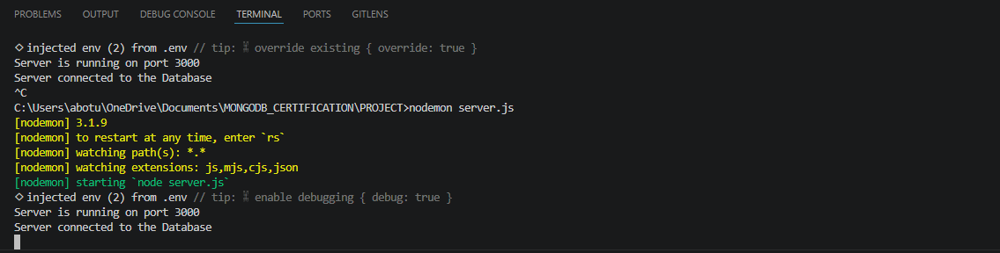 PROBLEMS OUTPUT DEBUG CONSOLE TERMINAL PORTS GITLENS
◇ injected env (2) from .env // tip: override existing { override: true }
Server is running on port 3000
Server connected to the Database
^C
C:\Users\abotu\OneDrive\Documents\MONGODB_CERTIFICATION\PROJECT>nodemon server.js
[nodemon] 3.1.9
[nodemon] to restart at any time, enter `rs`
[nodemon] watching path(s): *.*
[nodemon] watching extensions: js,mjs,cjs,json
[nodemon] starting `node server.js`
◇ injected env (2) from .env // tip: enable debugging { debug: true }
Server is running on port 3000
Server connected to the Database